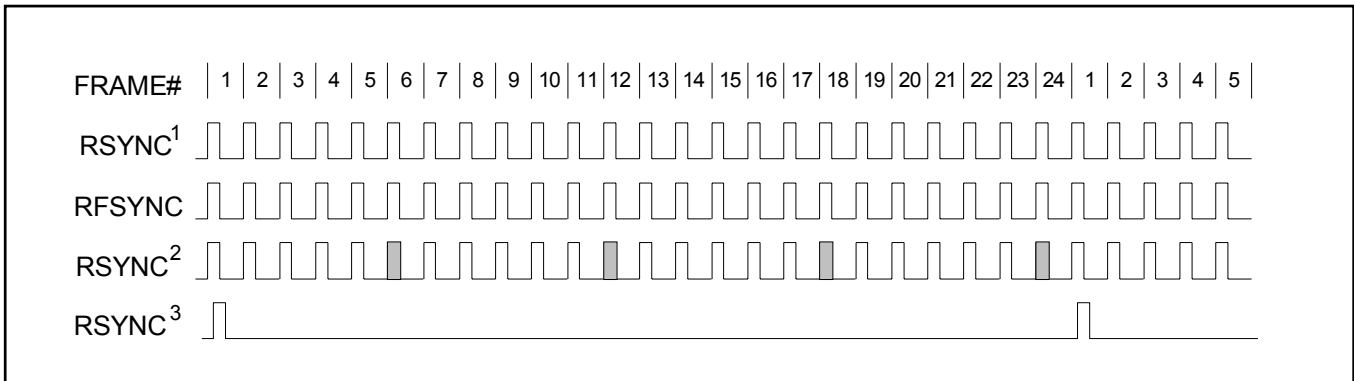 FRAME# 1 2 3 4 5 6 7 8 9 10 11 12 13 14 15 16 17 18 19 20 21 22 23 24 1 2 3 4 5
RSYNC¹
RFSYNC
RSYNC²
RSYNC³